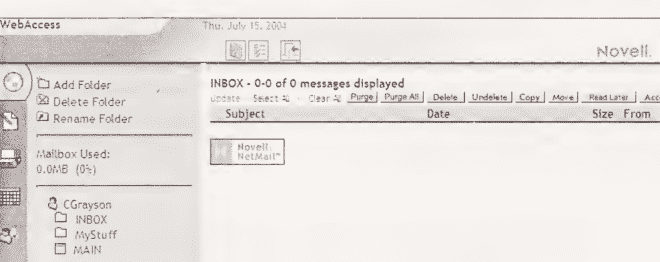 WebAccess
Thu, July 15, 2004
Novell.
Add Folder
Delete Folder
Rename Folder
INBOX - 0-0 of 0 messages displayed
Update Select All Clear All Purge Purge All Delete Undelete Copy Move Read Later
Subject Date Size From
Mailbox Used:
0.0MB (0%)
Novell.
NetMail™
CGrayson
INBOX
MyStuff
MAIN